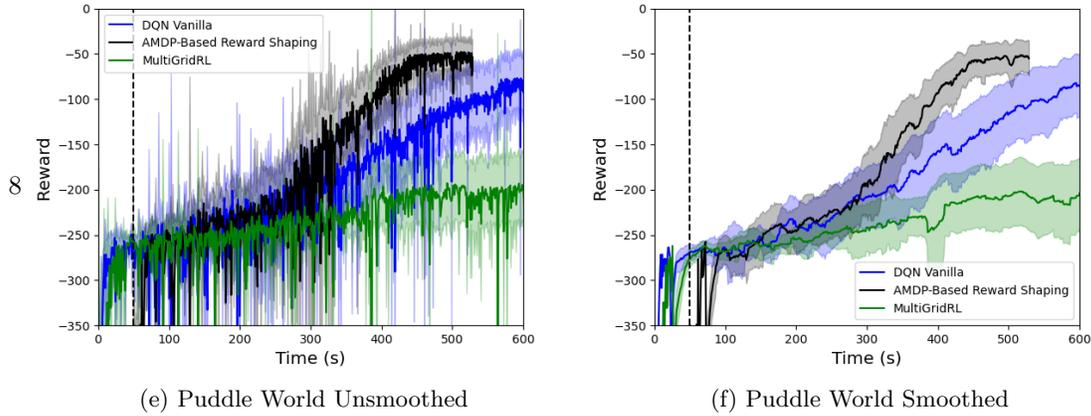 0
−50
−100
−150
−200
−250
−300
−350
Reward
0
100
200
300
400
500
600
Time (s)
DQN Vanilla
AMDP-Based Reward Shaping
MultiGridRL
(e) Puddle World Unsmoothed
8
0
−50
−100
−150
−200
−250
−300
−350
Reward
0
100
200
300
400
500
600
Time (s)
DQN Vanilla
AMDP-Based Reward Shaping
MultiGridRL
(f) Puddle World Smoothed